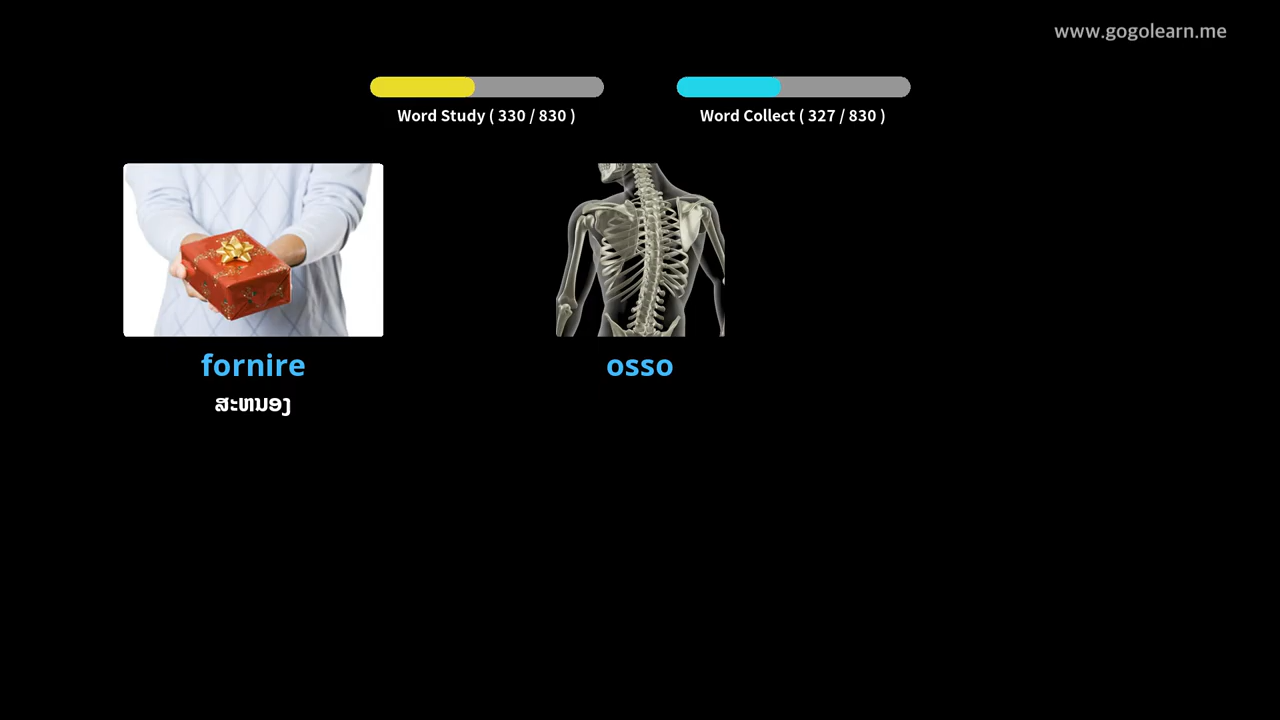 www.gogolearn.me
Word Study ( 330 / 830 )
Word Collect ( 327 / 830 )
fornire
osso
ສະຫນອງ